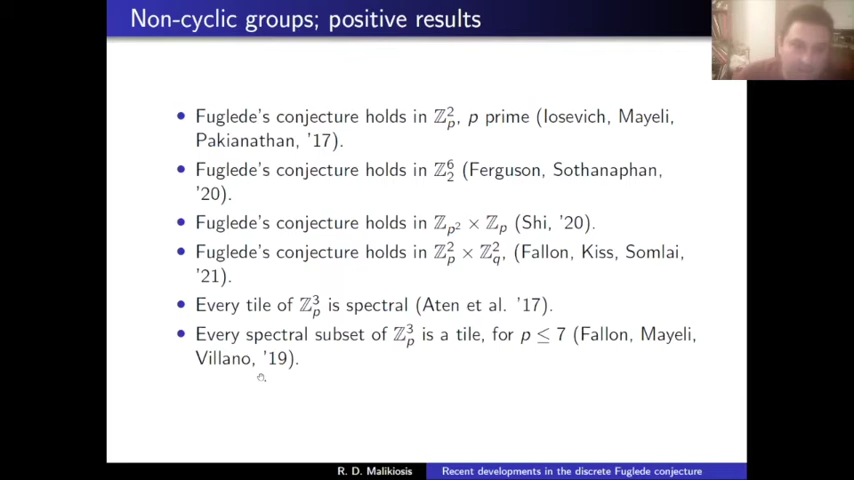 Non-cyclic groups; positive results
• Fuglede's conjecture holds in ℤ_p^2, p prime (Iosevich, Mayeli,
Pakianathan, '17).
• Fuglede's conjecture holds in ℤ_2^6 (Ferguson, Sothanaphan,
'20).
• Fuglede's conjecture holds in ℤ_{p^2} × ℤ_p (Shi, '20).
• Fuglede's conjecture holds in ℤ_p^2 × ℤ_q^2, (Fallon, Kiss, Somlai,
'21).
• Every tile of ℤ_p^3 is spectral (Aten et al. '17).
• Every spectral subset of ℤ_p^3 is a tile, for p ≤ 7 (Fallon, Mayeli,
Villano, '19).
R. D. Malikiosis Recent developments in the discrete Fuglede conjecture